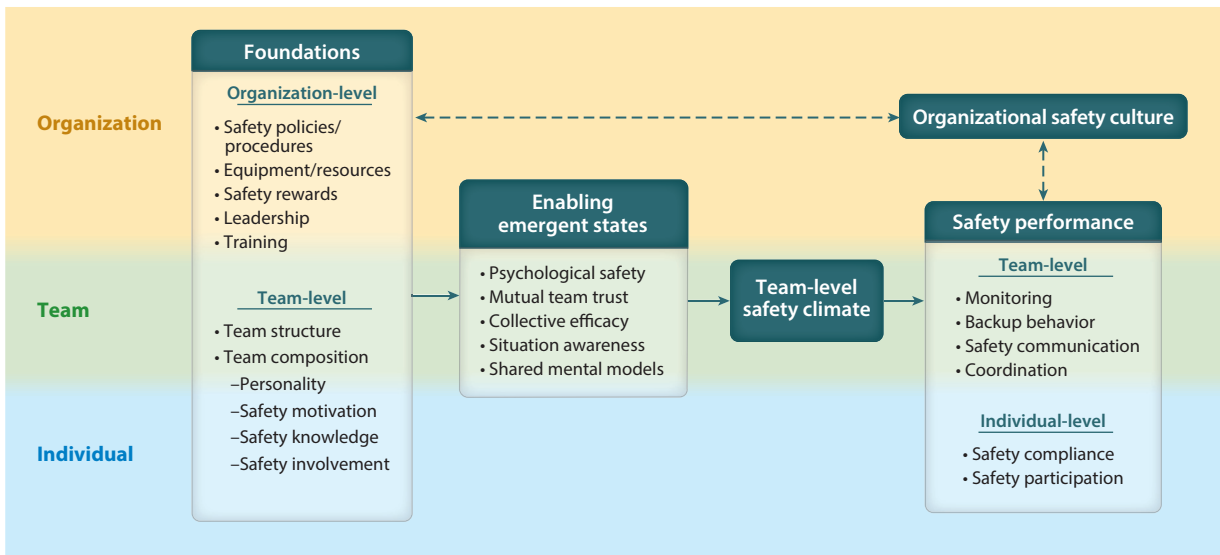 Organization
Team
Individual
Foundations
Organization-level
• Safety policies/
procedures
• Equipment/resources
• Safety rewards
• Leadership
• Training
Team-level
• Team structure
• Team composition
–Personality
–Safety motivation
–Safety knowledge
–Safety involvement
Enabling
emergent states
• Psychological safety
• Mutual team trust
• Collective efficacy
• Situation awareness
• Shared mental models
Team-level
safety climate
Organizational safety culture
Safety performance
Team-level
• Monitoring
• Backup behavior
• Safety communication
• Coordination
Individual-level
• Safety compliance
• Safety participation